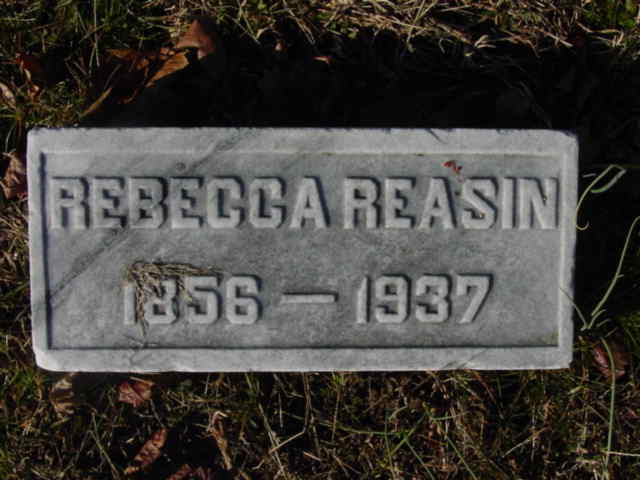 REBECCA REASIN
1856 — 1937